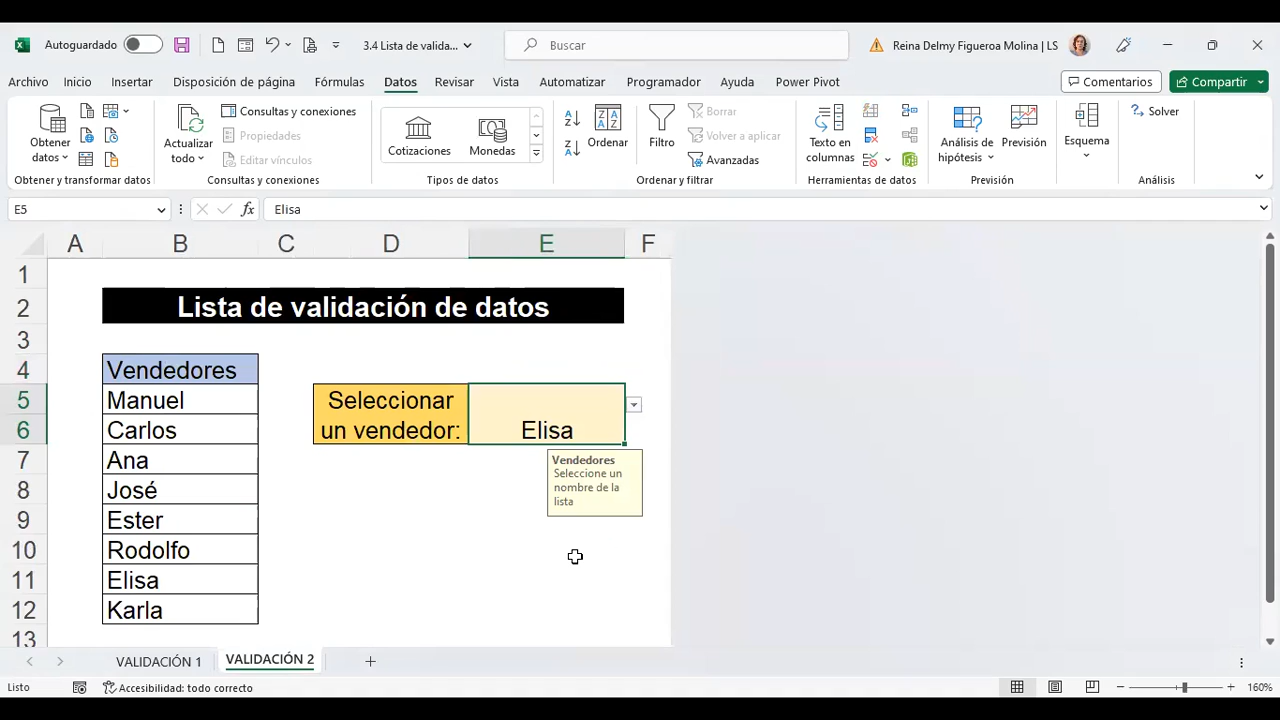 Autoguardado
3.4 Lista de valida...
Buscar
Reina Delmy Figueroa Molina | LS
Archivo Inicio Insertar Disposición de página Fórmulas Datos Revisar Vista Automatizar Programador Ayuda Power Pivot
Comentarios
Compartir
Obtener
datos
Actualizar
todo
Consultas y conexiones
Propiedades
Editar vínculos
Cotizaciones
Monedas
Ordenar
Filtro
Borrar
Volver a aplicar
Avanzadas
Texto en
columnas
Análisis de
hipótesis
Previsión
Esquema
Solver
Obtener y transformar datos
Consultas y conexiones
Tipos de datos
Ordenar y filtrar
Herramientas de datos
Previsión
Análisis
E5
fx
Elisa
A B C D E F
1
2 Lista de validación de datos
3
4 Vendedores
5 Manuel Seleccionar
6 Carlos un vendedor: Elisa
7 Ana
8 José
9 Ester
10 Rodolfo
11 Elisa
12 Karla
13
Vendedores
Seleccione un
nombre de la
lista
VALIDACIÓN 1 VALIDACIÓN 2
Listo
Accesibilidad: todo correcto
160%